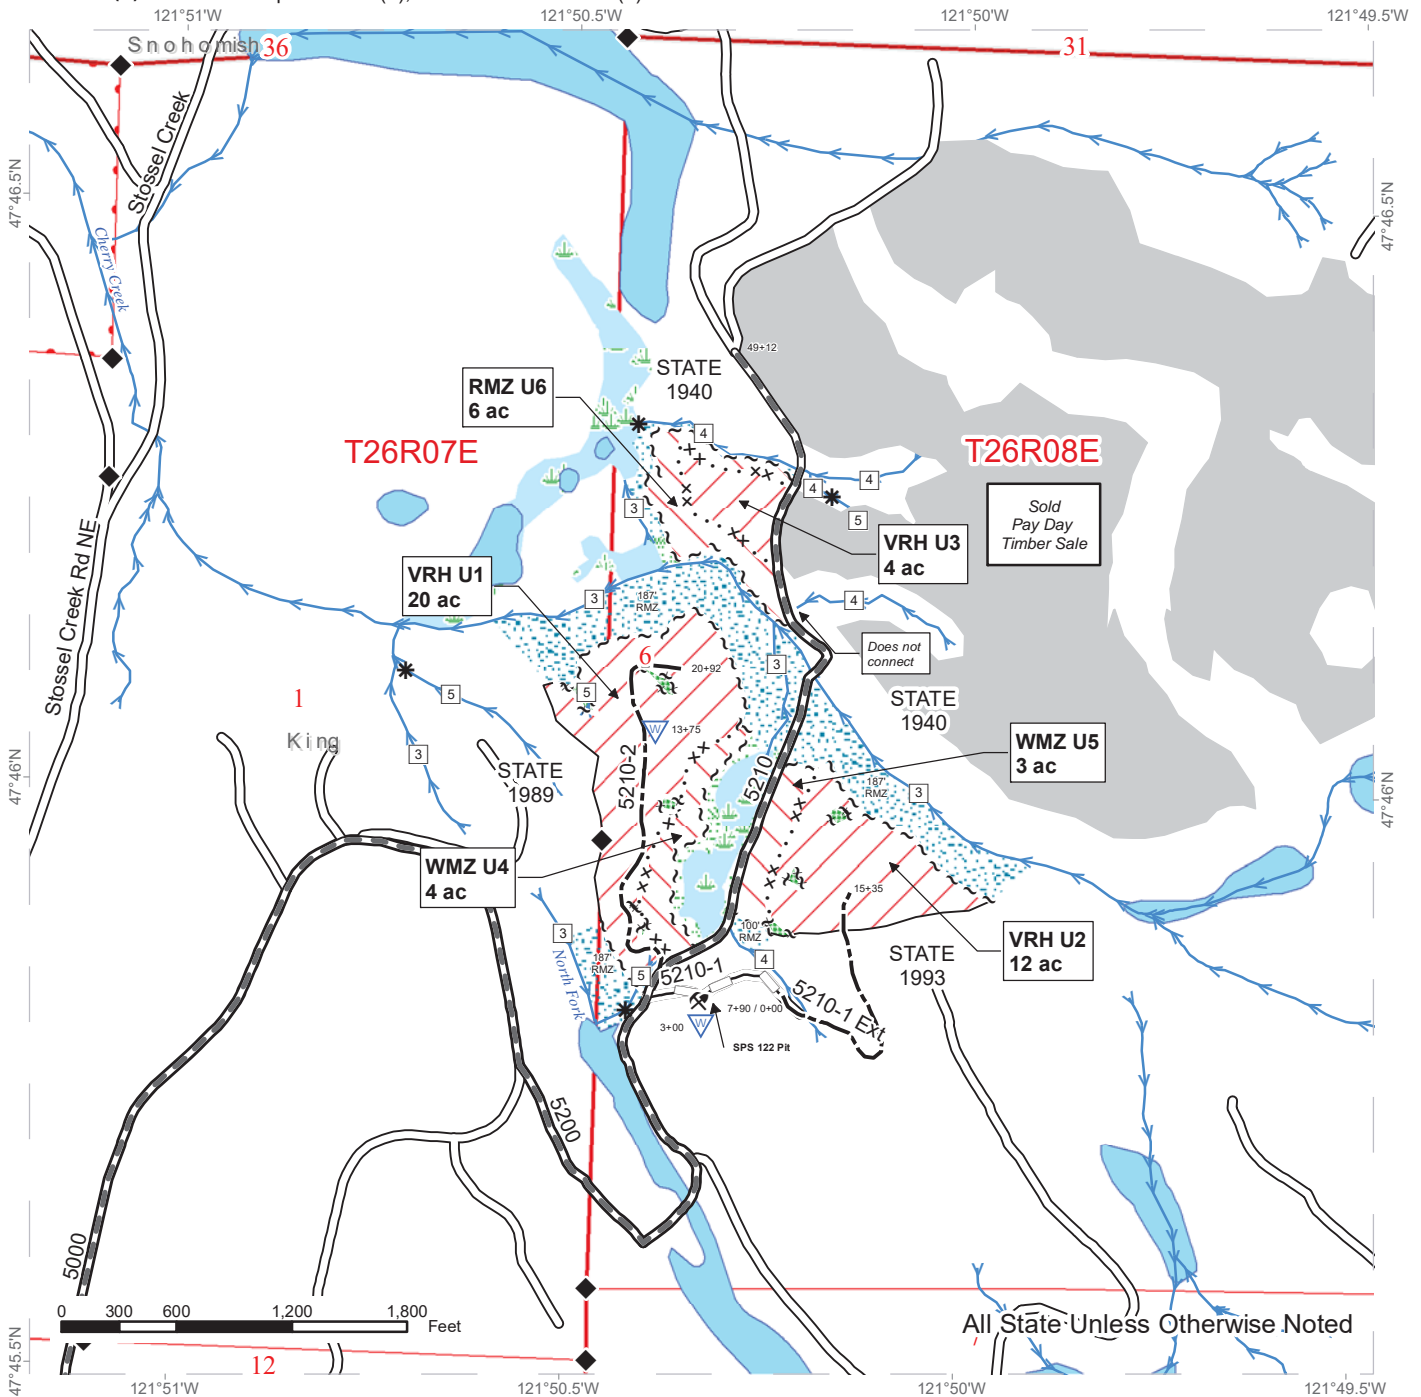 121°51'W
121°50.5'W
121°50'W
121°49.5'W
Snohomish
36
31
Stossel Creek
47°46.5'N
47°46.5'N
Cherry Creek
49+12
STATE
1940
RMZ U6
6 ac
T26R07E
T26R08E
4
4
4
5
3
Sold
Pay Day
Timber Sale
VRH U3
4 ac
VRH U1
20 ac
Stossel Creek Rd NE
3
187'
RMZ
4
Does not
connect
6
20+92
3
1
5
5
STATE
1940
King
3
13+75
W
WMZ U5
3 ac
STATE
1989
5210-2
5210
187'
RMZ
3
47°46'N
47°46'N
WMZ U4
4 ac
15+35
VRH U2
12 ac
3
100'
RMZ
4
STATE
1993
North Fork
187'
RMZ
5
5210-1
5210-1 Ext
7+90 / 0+00
3+00
W
SPS 122 Pit
5200
5000
0 300 600 1,200 1,800
Feet
All State Unless Otherwise Noted
12
47°45.5'N
121°51'W
121°50.5'W
121°50'W
121°49.5'W